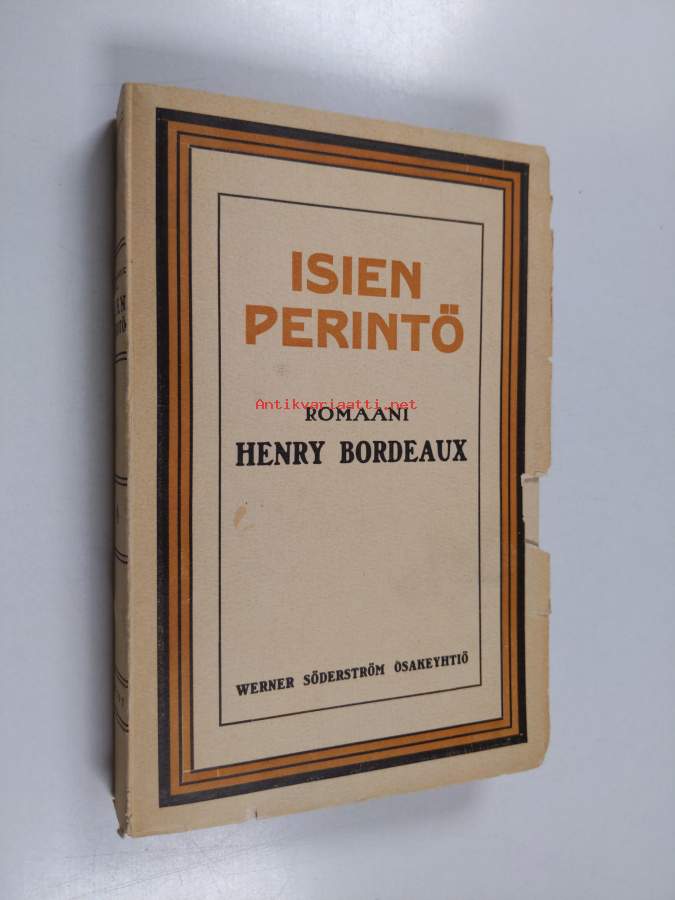 ISIEN
PERINTÖ
Antikvariaatti.net
ROMAANI
HENRY BORDEAUX
WERNER SÖDERSTRÖM OSAKEYHTIÖ